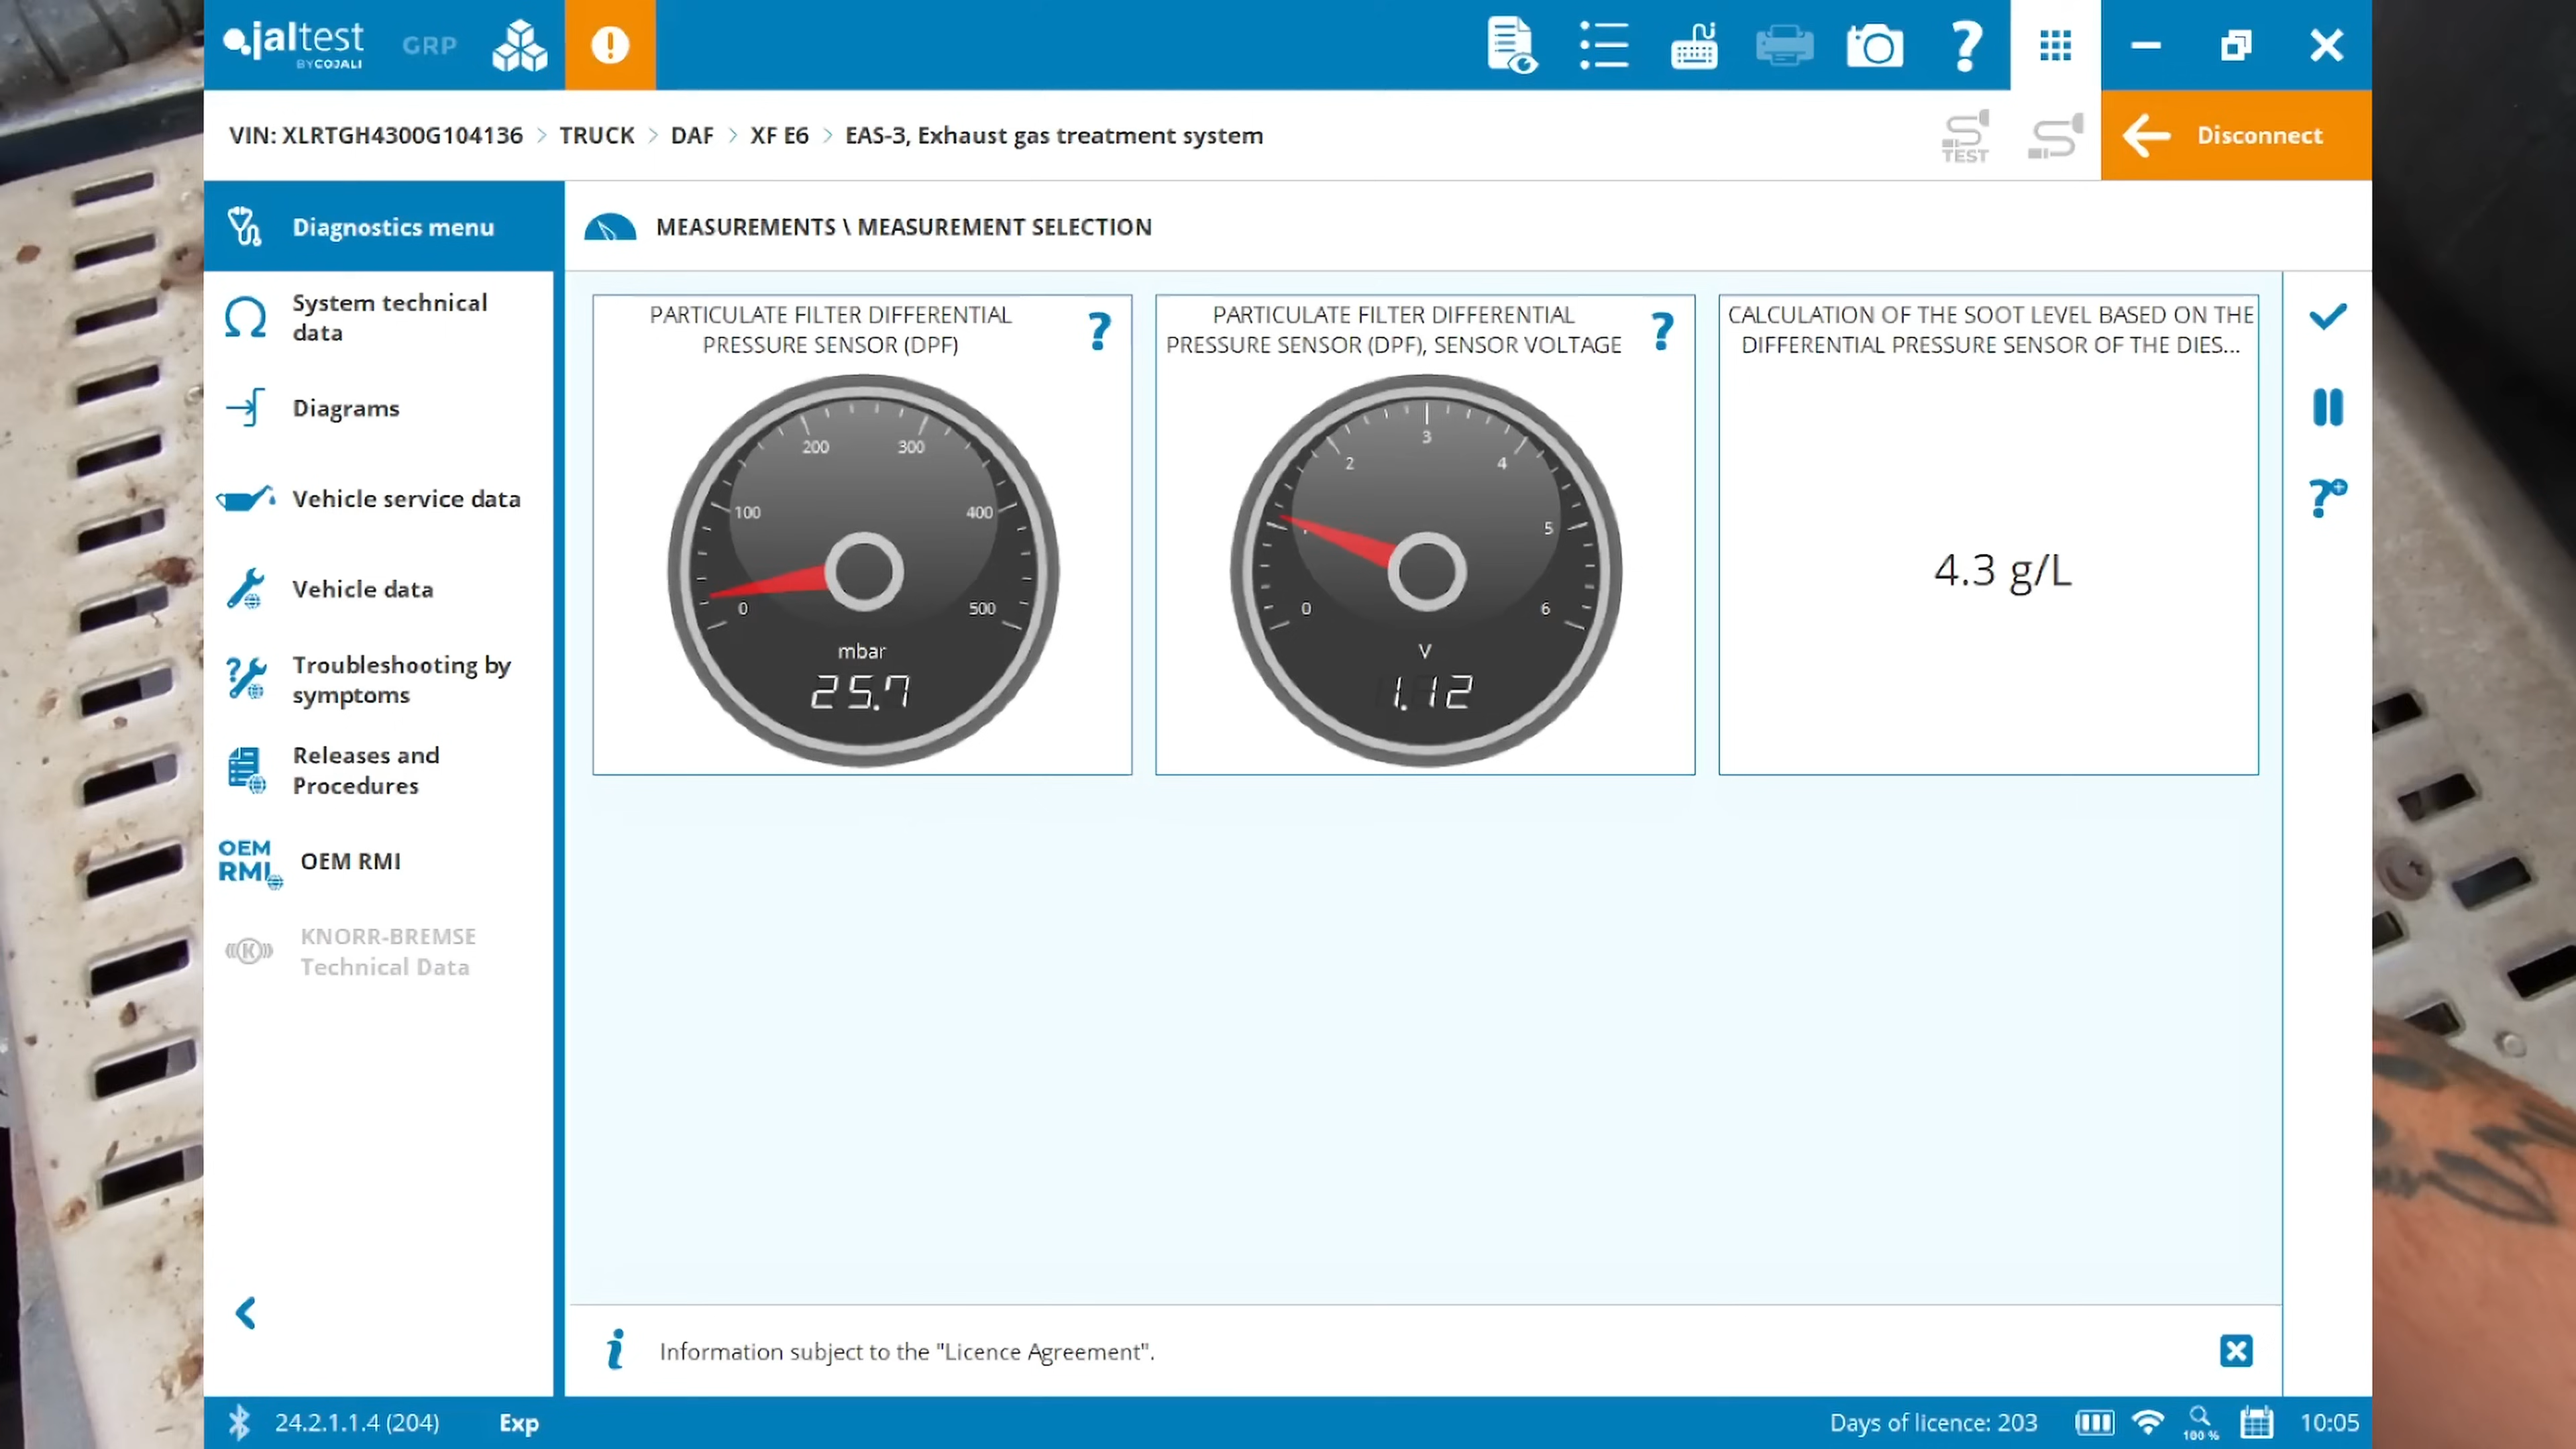 jaltest
BY COJALI
GRP
VIN: XLRTGH4300G104136 > TRUCK > DAF > XF E6 > EAS-3, Exhaust gas treatment system
TEST
Disconnect
Diagnostics menu
MEASUREMENTS \ MEASUREMENT SELECTION
System technical
data
Diagrams
Vehicle service data
Vehicle data
Troubleshooting by
symptoms
Releases and
Procedures
OEM
RMI
OEM RMI
K
KNORR-BREMSE
Technical Data
PARTICULATE FILTER DIFFERENTIAL
PRESSURE SENSOR (DPF)
0
100
200
300
400
500
mbar
25.7
PARTICULATE FILTER DIFFERENTIAL
PRESSURE SENSOR (DPF), SENSOR VOLTAGE
0
2
3
4
5
6
V
1.12
CALCULATION OF THE SOOT LEVEL BASED ON THE
DIFFERENTIAL PRESSURE SENSOR OF THE DIES...
4.3 g/L
Information subject to the "Licence Agreement".
24.2.1.1.4 (204)
Exp
Days of licence: 203
100 %
10:05